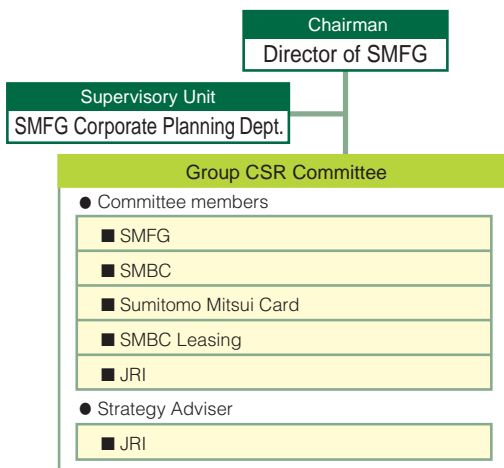 Chairman
Director of SMFG
Supervisory Unit
SMFG Corporate Planning Dept.
Group CSR Committee
● Committee members
■ SMFG
■ SMBC
■ Sumitomo Mitsui Card
■ SMBC Leasing
■ JRI
● Strategy Adviser
■ JRI